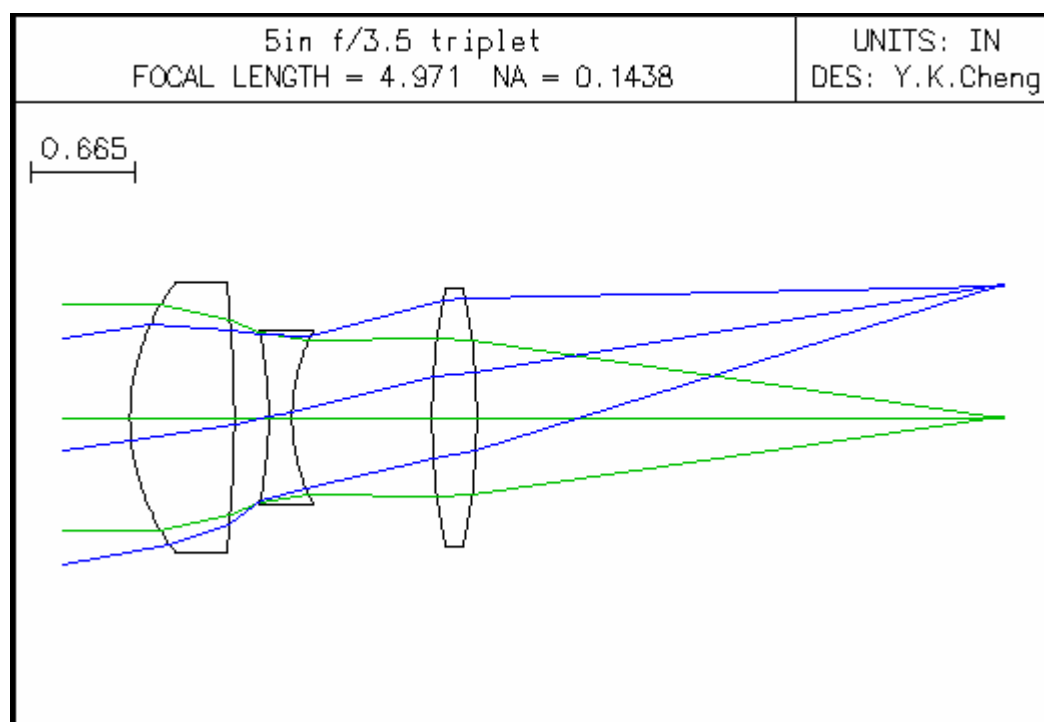 5in f/3.5 triplet
FOCAL LENGTH = 4.971 NA = 0.1438
UNITS: IN
DES: Y.K.Cheng
0.665